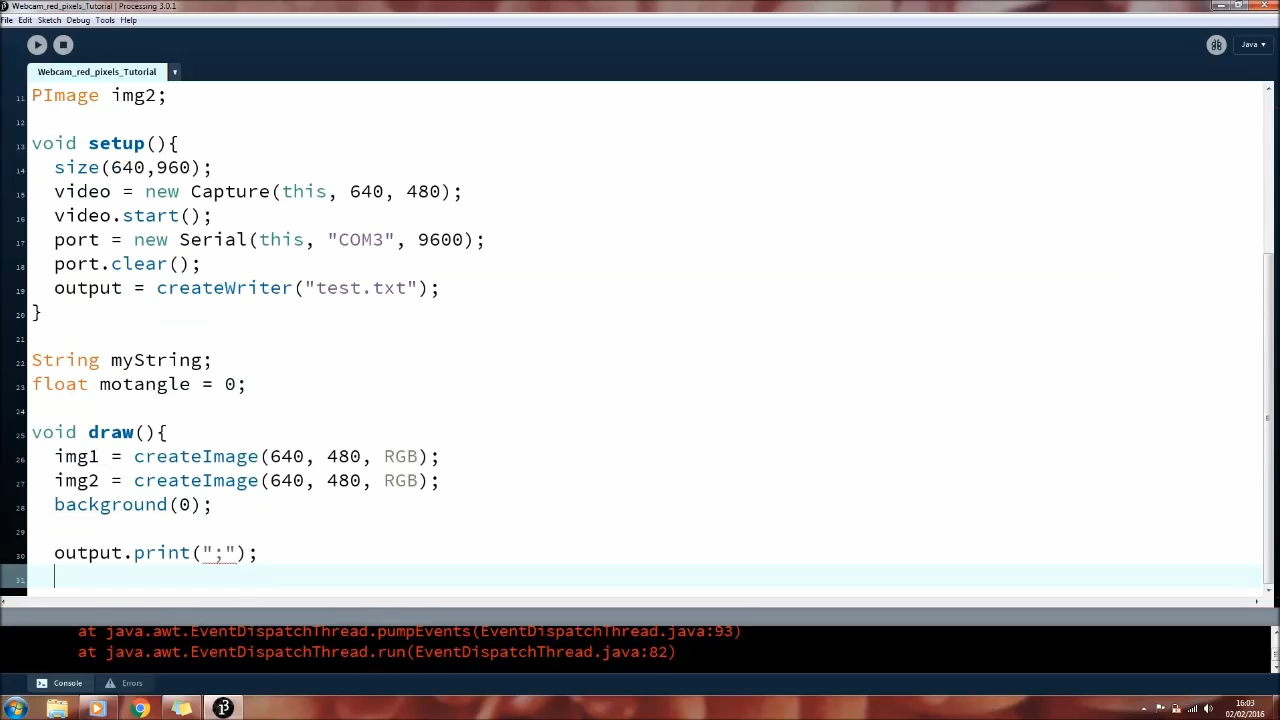 Webcam_red_pixels_Tutorial | Processing 3.0.1
File Edit Sketch Debug Tools Help
Java ▾
Webcam_red_pixels_Tutorial ▾
11 PImage img2;
12
13 void setup(){
14 size(640,960);
15 video = new Capture(this, 640, 480);
16 video.start();
17 port = new Serial(this, "COM3", 9600);
18 port.clear();
19 output = createWriter("test.txt");
20 }
21
22 String myString;
23 float motangle = 0;
24
25 void draw(){
26 img1 = createImage(640, 480, RGB);
27 img2 = createImage(640, 480, RGB);
28 background(0);
29
30 output.print(";");
31
at java.awt.EventDispatchThread.pumpEvents(EventDispatchThread.java:93)
at java.awt.EventDispatchThread.run(EventDispatchThread.java:82)
Console Errors
16:03
02/02/2016